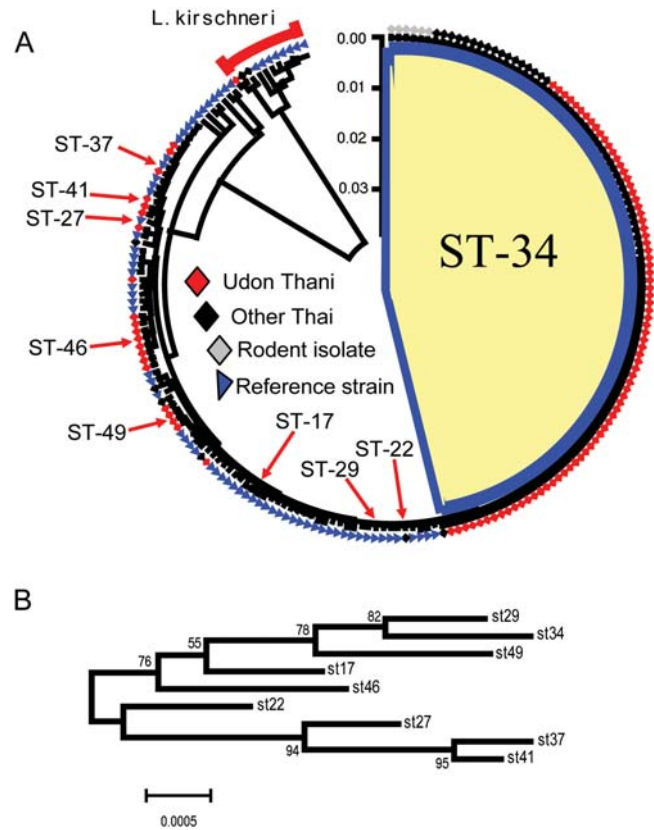 L. kirschneri
A
0.00
0.01
0.02
0.03
ST-37
ST-41
ST-27
ST-34
Udon Thani
Other Thai
Rodent isolate
Reference strain
ST-46
ST-49
ST-17
ST-29
ST-22
B
82
st29
78
st34
55
st49
76
st17
st46
st22
st27
94
st37
95
st41
0.0005